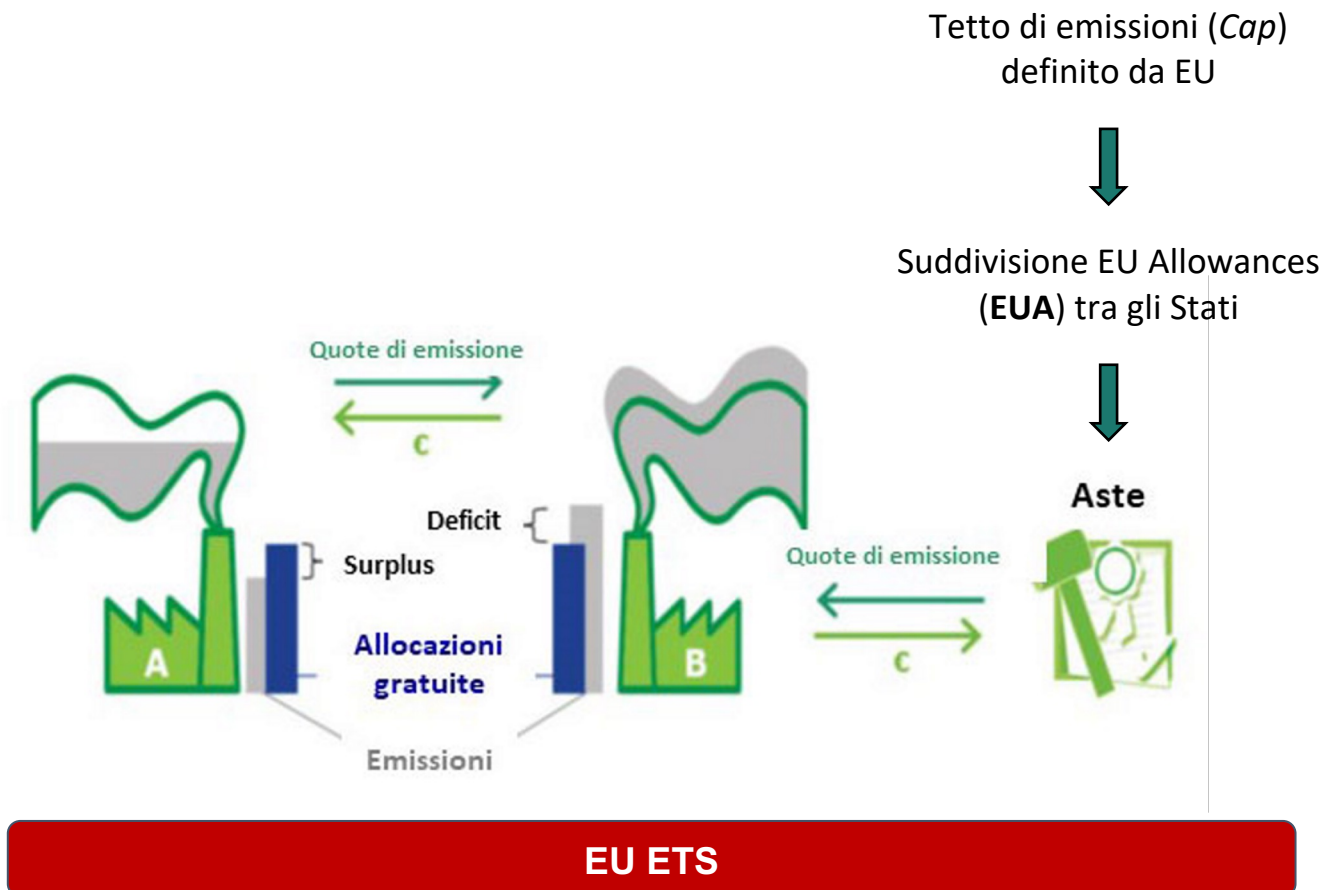 Tetto di emissioni (Cap)
definito da EU
Suddivisione EU Allowances
(EUA) tra gli Stati
Quote di emissione
€
Deficit
Surplus
Allocazioni
gratuite
Emissioni
A
B
Aste
Quote di emissione
€
EU ETS